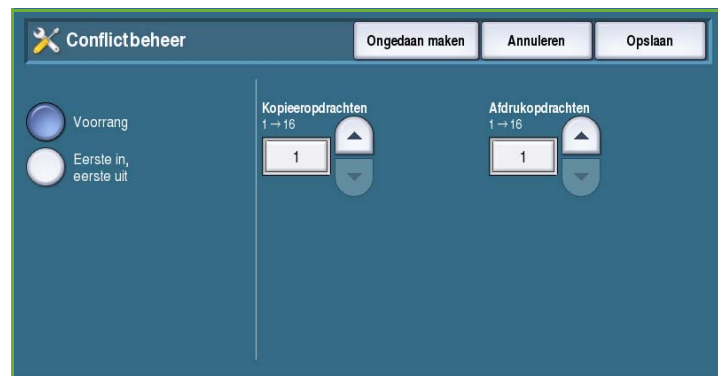 Conflictbeheer
Ongedaan maken
Annuleren
Opslaan
Voorrang
Eerste in,
eerste uit
Kopieeropdrachten
1→16
1
Afdrukopdrachten
1→16
1